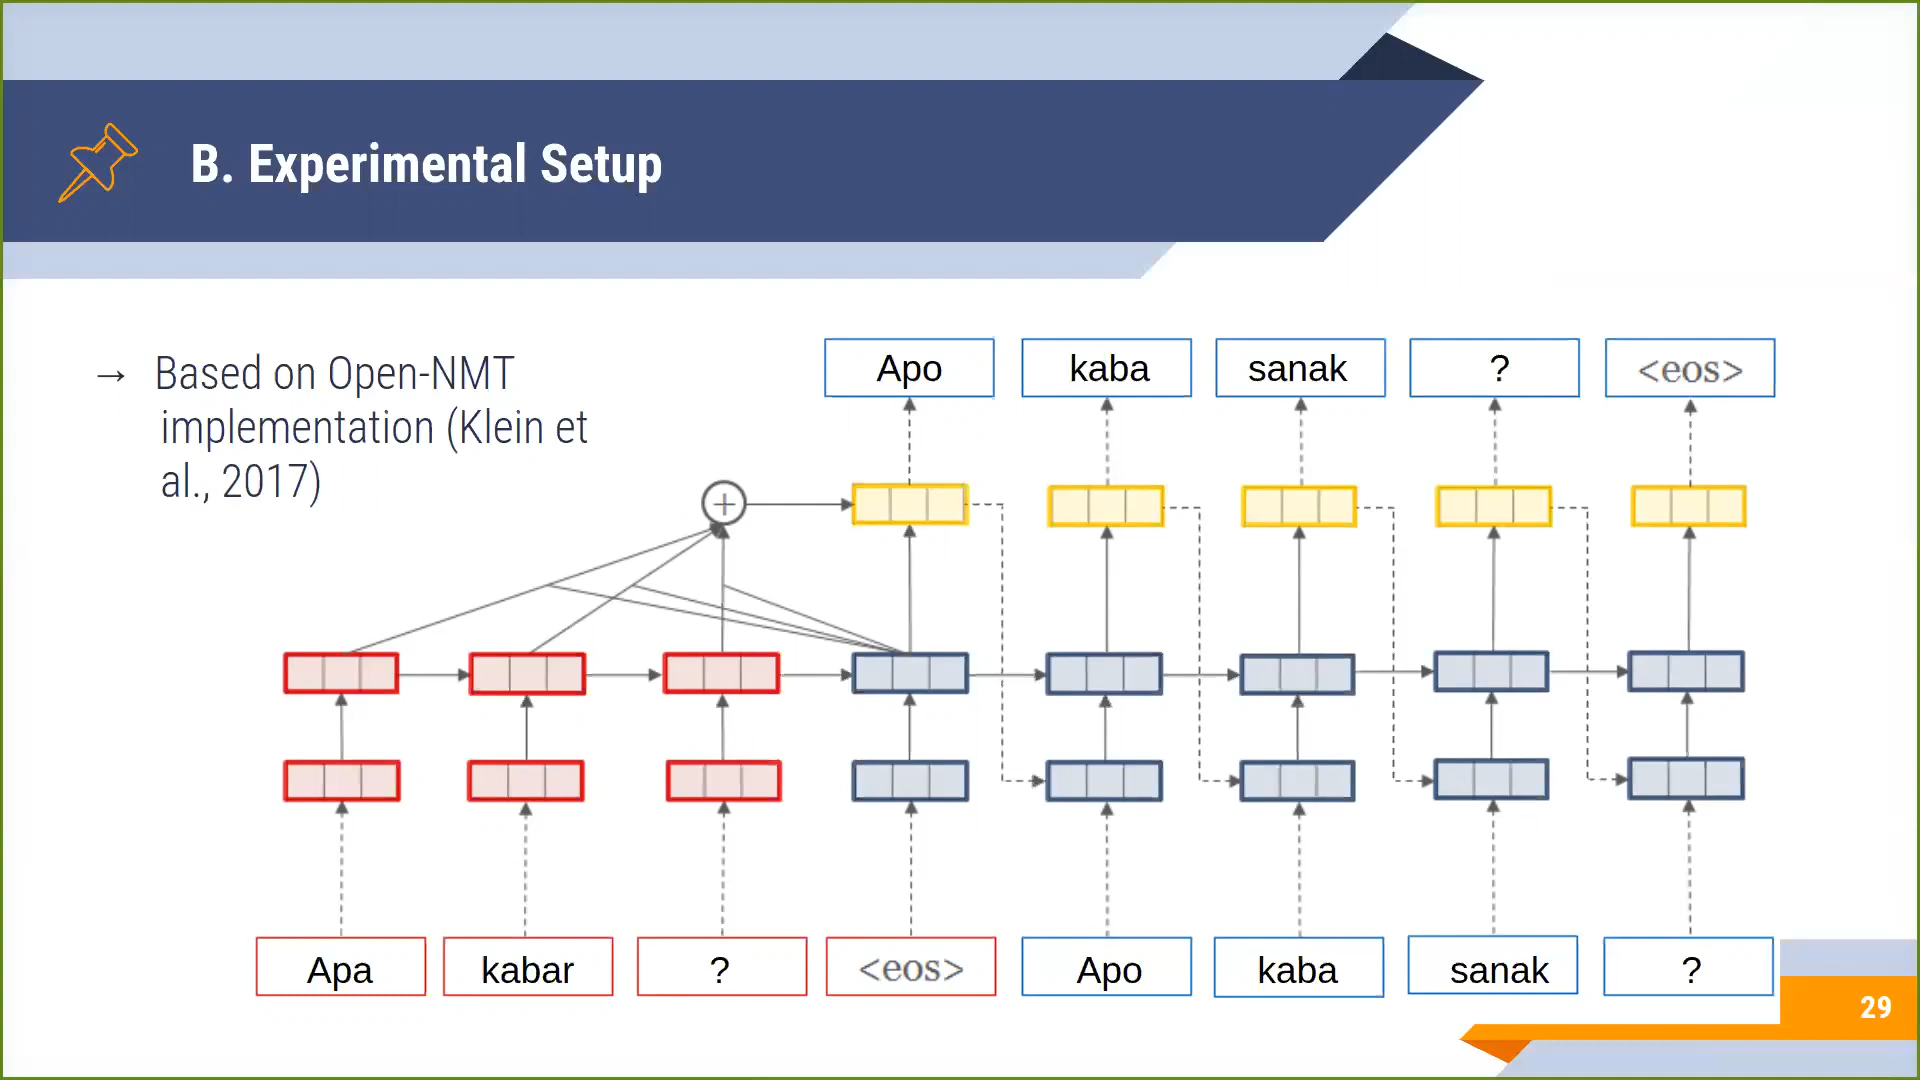 B. Experimental Setup
→ Based on Open-NMT
implementation (Klein et
al., 2017)
Apo kaba sanak ? <eos>
+
Apa kabar ? <eos> Apo kaba sanak ?
29